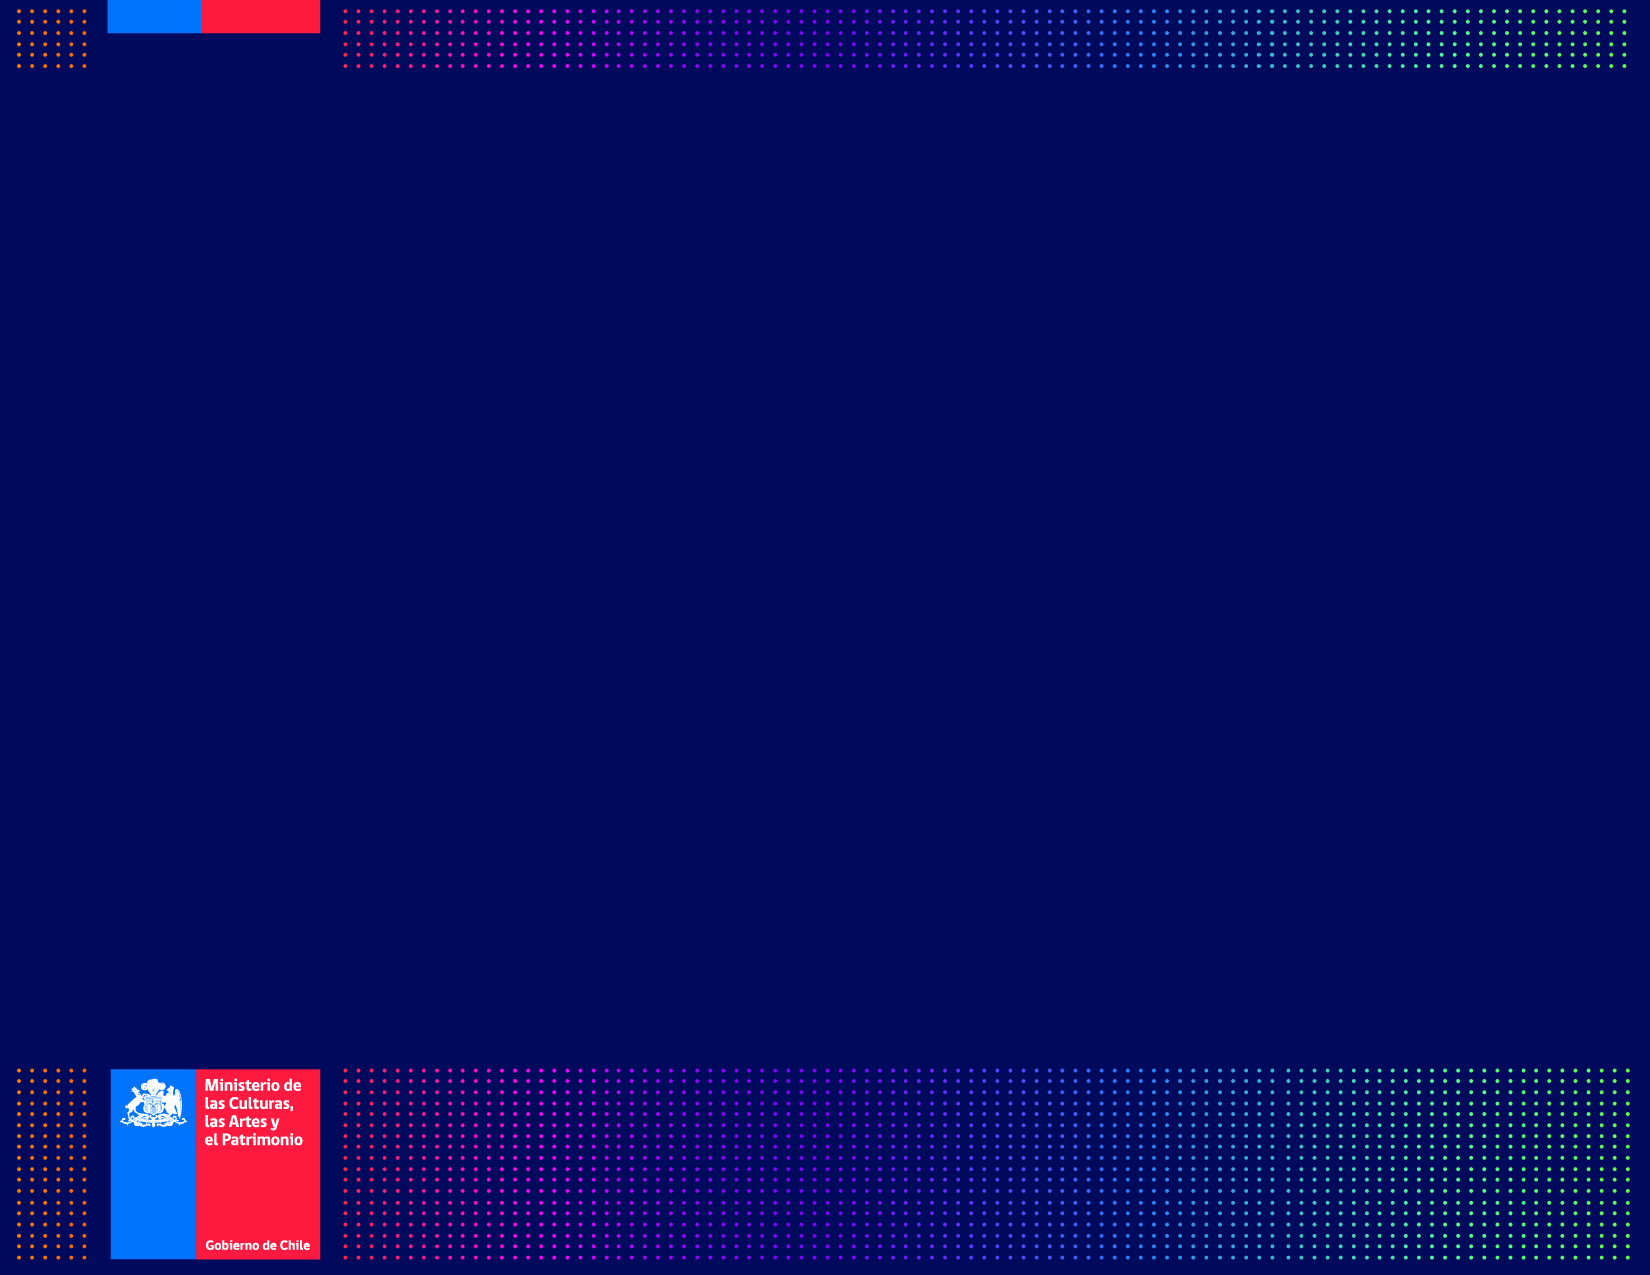 Ministerio de
las Culturas,
las Artes y
el Patrimonio
Gobierno de Chile